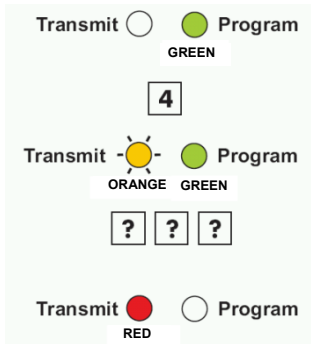 Transmit Program
GREEN
4
Transmit Program
ORANGE GREEN
? ? ?
Transmit Program
RED